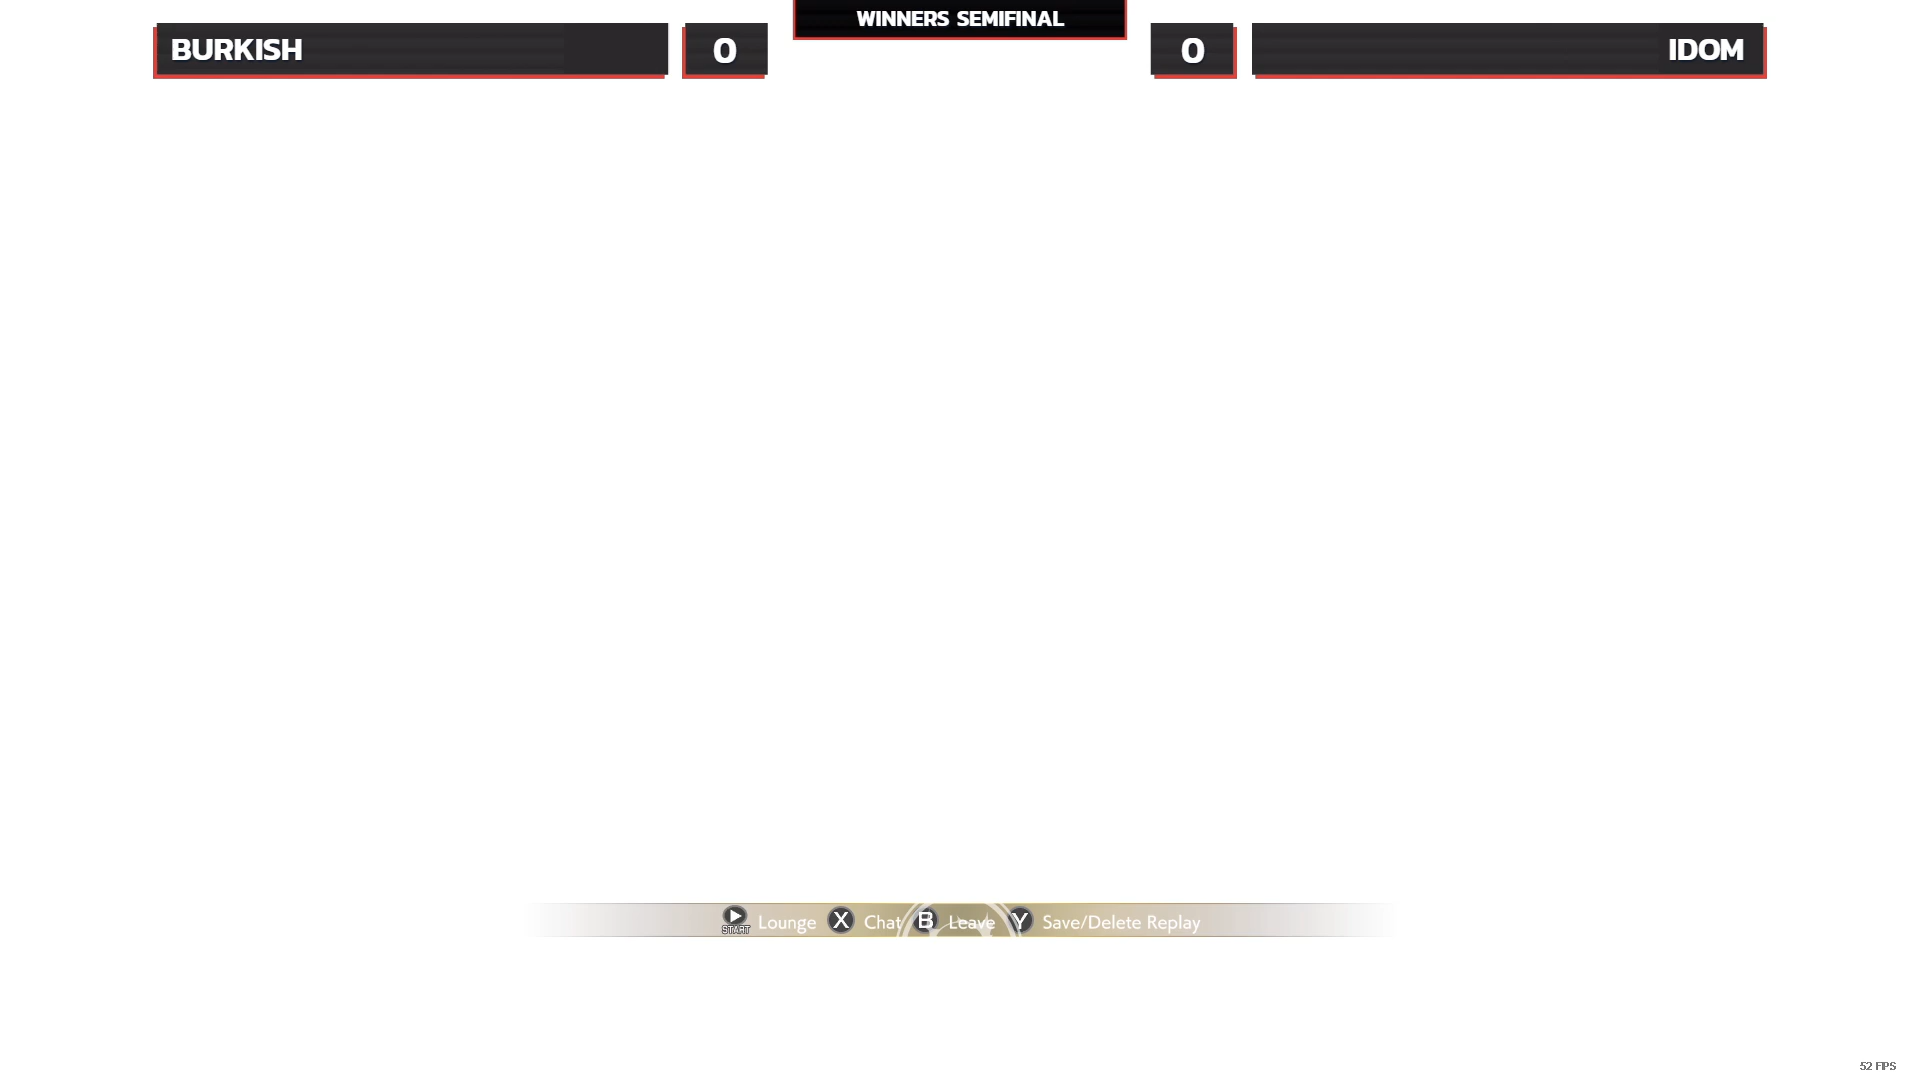 WINNERS SEMIFINAL
BURKISH 0 0 IDOM
START Lounge X Chat B Leave Y Save/Delete Replay
52 FPS